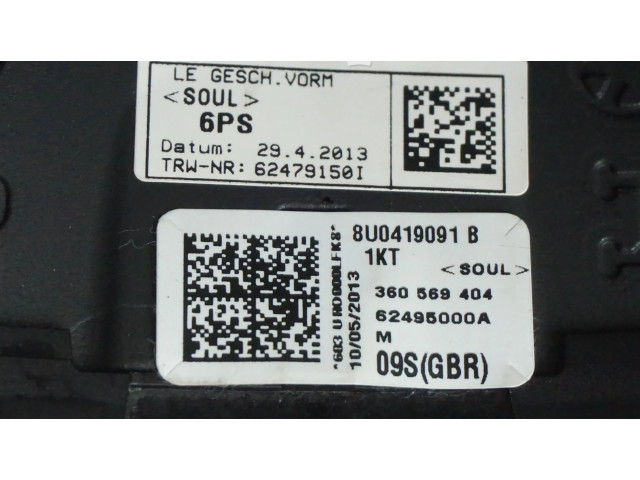 LE GESCH.VORM
<SOUL>
6PS
Datum: 29.4.2013
TRW-NR: 62479150I
8U0419091 B
1KT
<SOUL>
360 569 404
62495000A
M
09S(GBR)
10/05/2013